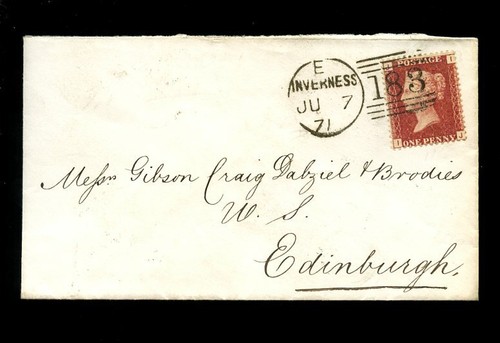 E
INVERNESS
JU 7
71
183
POSTAGE
ONE PENNY
Messrs Gibson Craig Dalziel & Brodies
W. S.
Edinburgh.